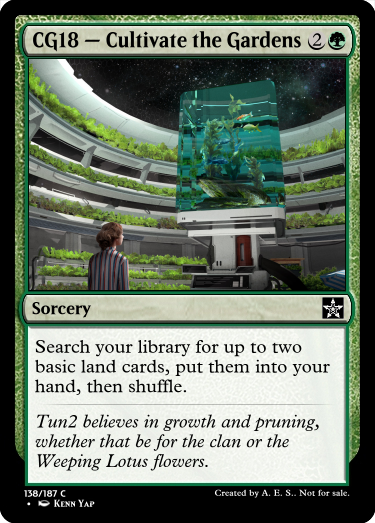 CG18 — Cultivate the Gardens 2
Sorcery
Search your library for up to two
basic land cards, put them into your
hand, then shuffle.
Tun2 believes in growth and pruning,
whether that be for the clan or the
Weeping Lotus flowers.
138/187 C
• Kenn Yap
Created by A. E. S.. Not for sale.